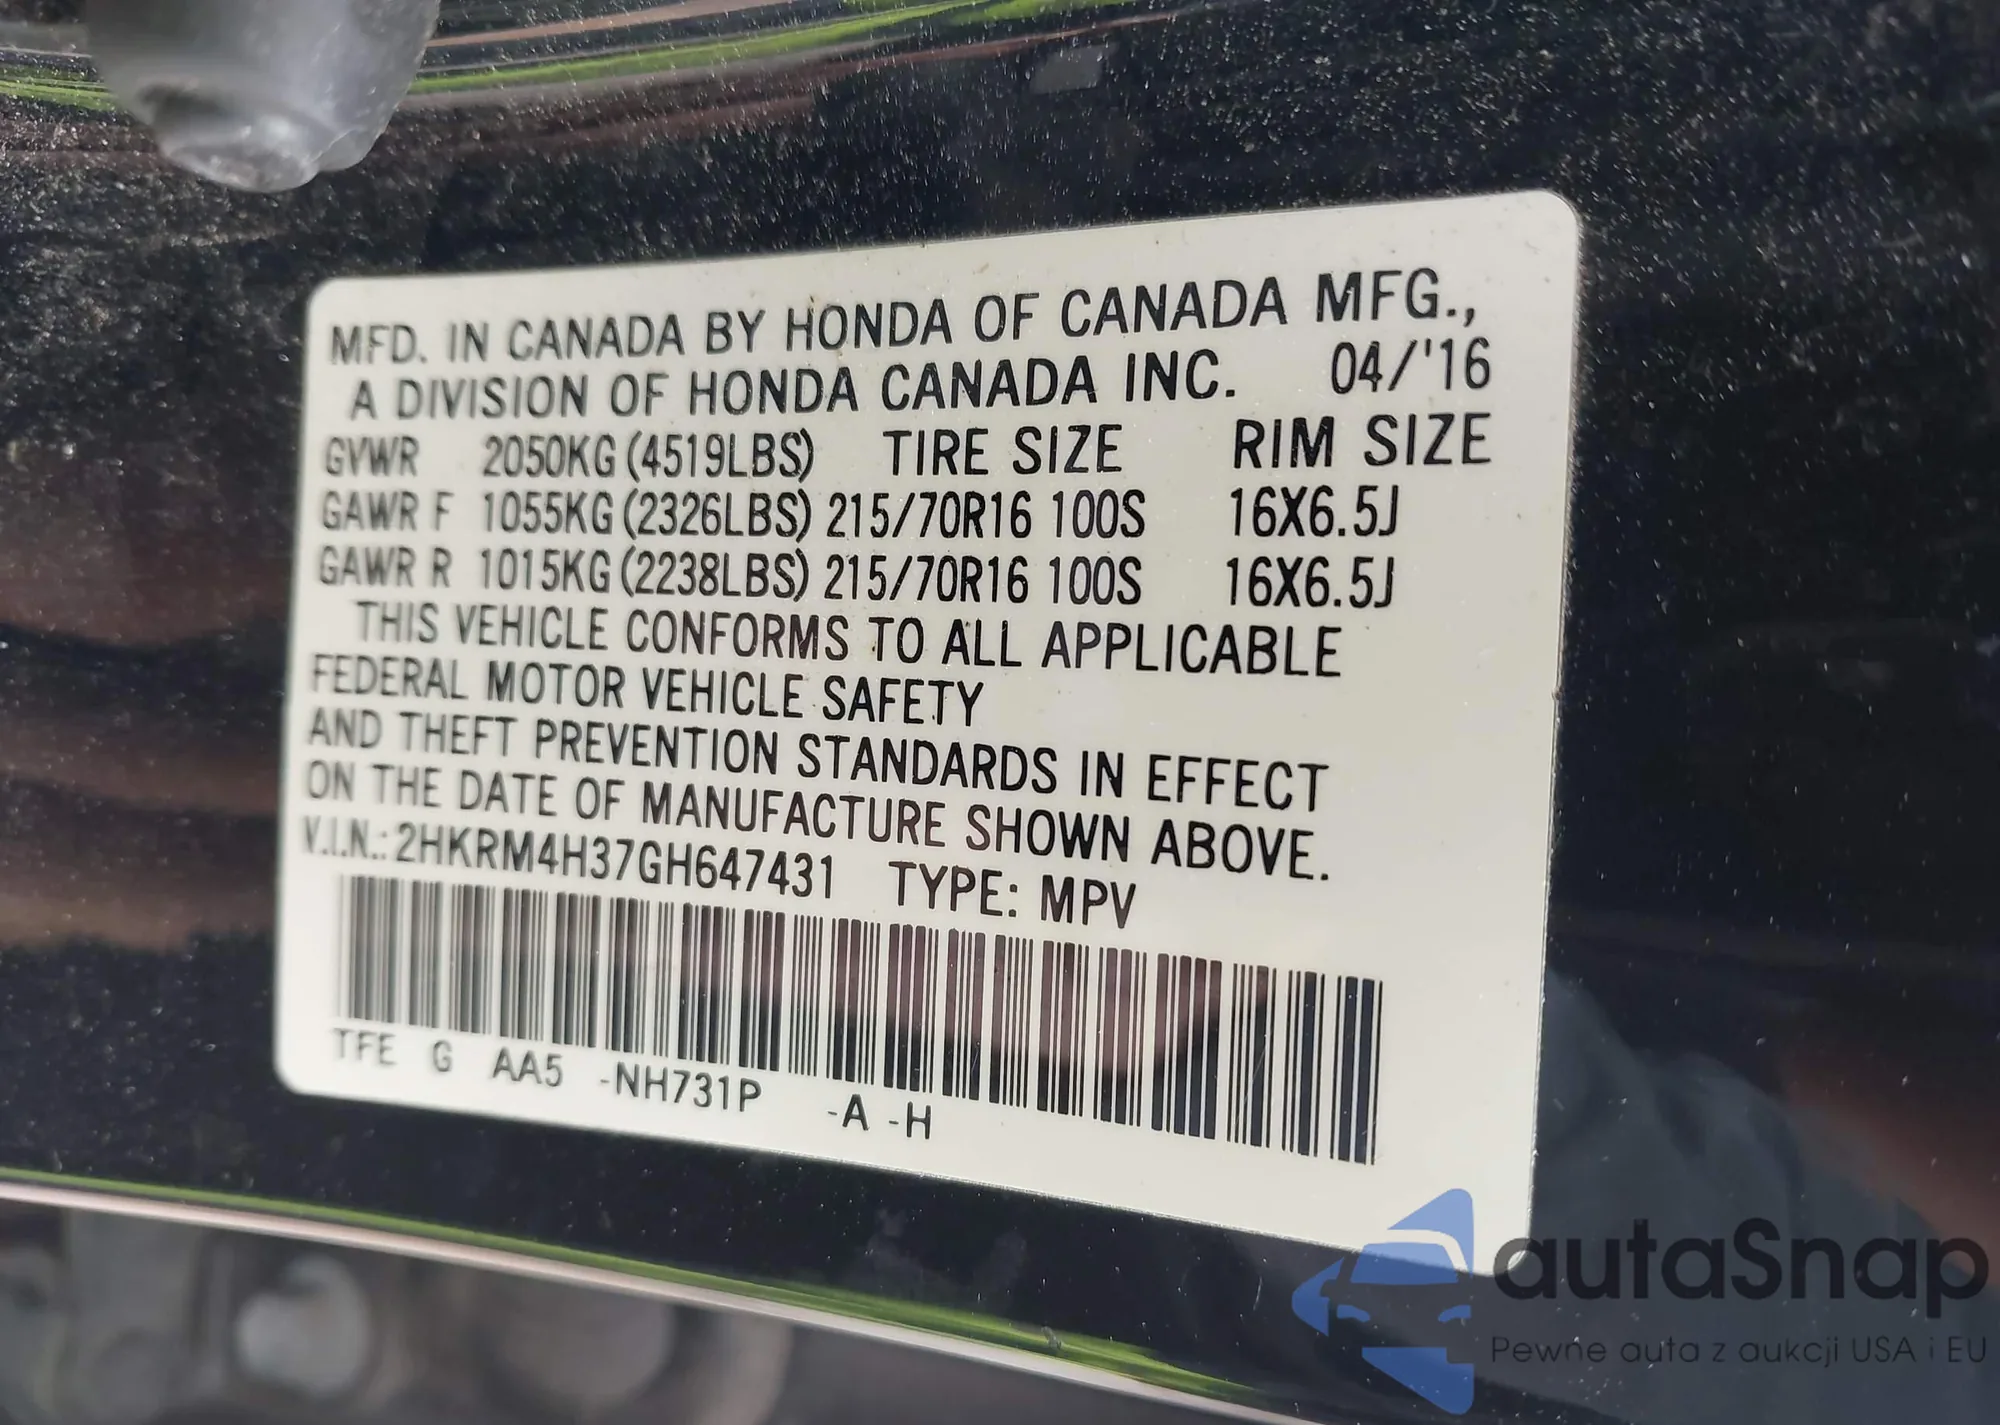 MFD. IN CANADA BY HONDA OF CANADA MFG.,
A DIVISION OF HONDA CANADA INC. 04/'16
GVWR 2050KG (4519LBS) TIRE SIZE RIM SIZE
GAWR F 1055KG (2326LBS) 215/70R16 100S 16X6.5J
GAWR R 1015KG (2238LBS) 215/70R16 100S 16X6.5J
THIS VEHICLE CONFORMS TO ALL APPLICABLE
FEDERAL MOTOR VEHICLE SAFETY
AND THEFT PREVENTION STANDARDS IN EFFECT
ON THE DATE OF MANUFACTURE SHOWN ABOVE.
V.I.N.: 2HKRM4H37GH647431 TYPE: MPV
TFE G AA5 -NH731P -A -H
autaSnap
Pewne auta z aukcji USA i EU